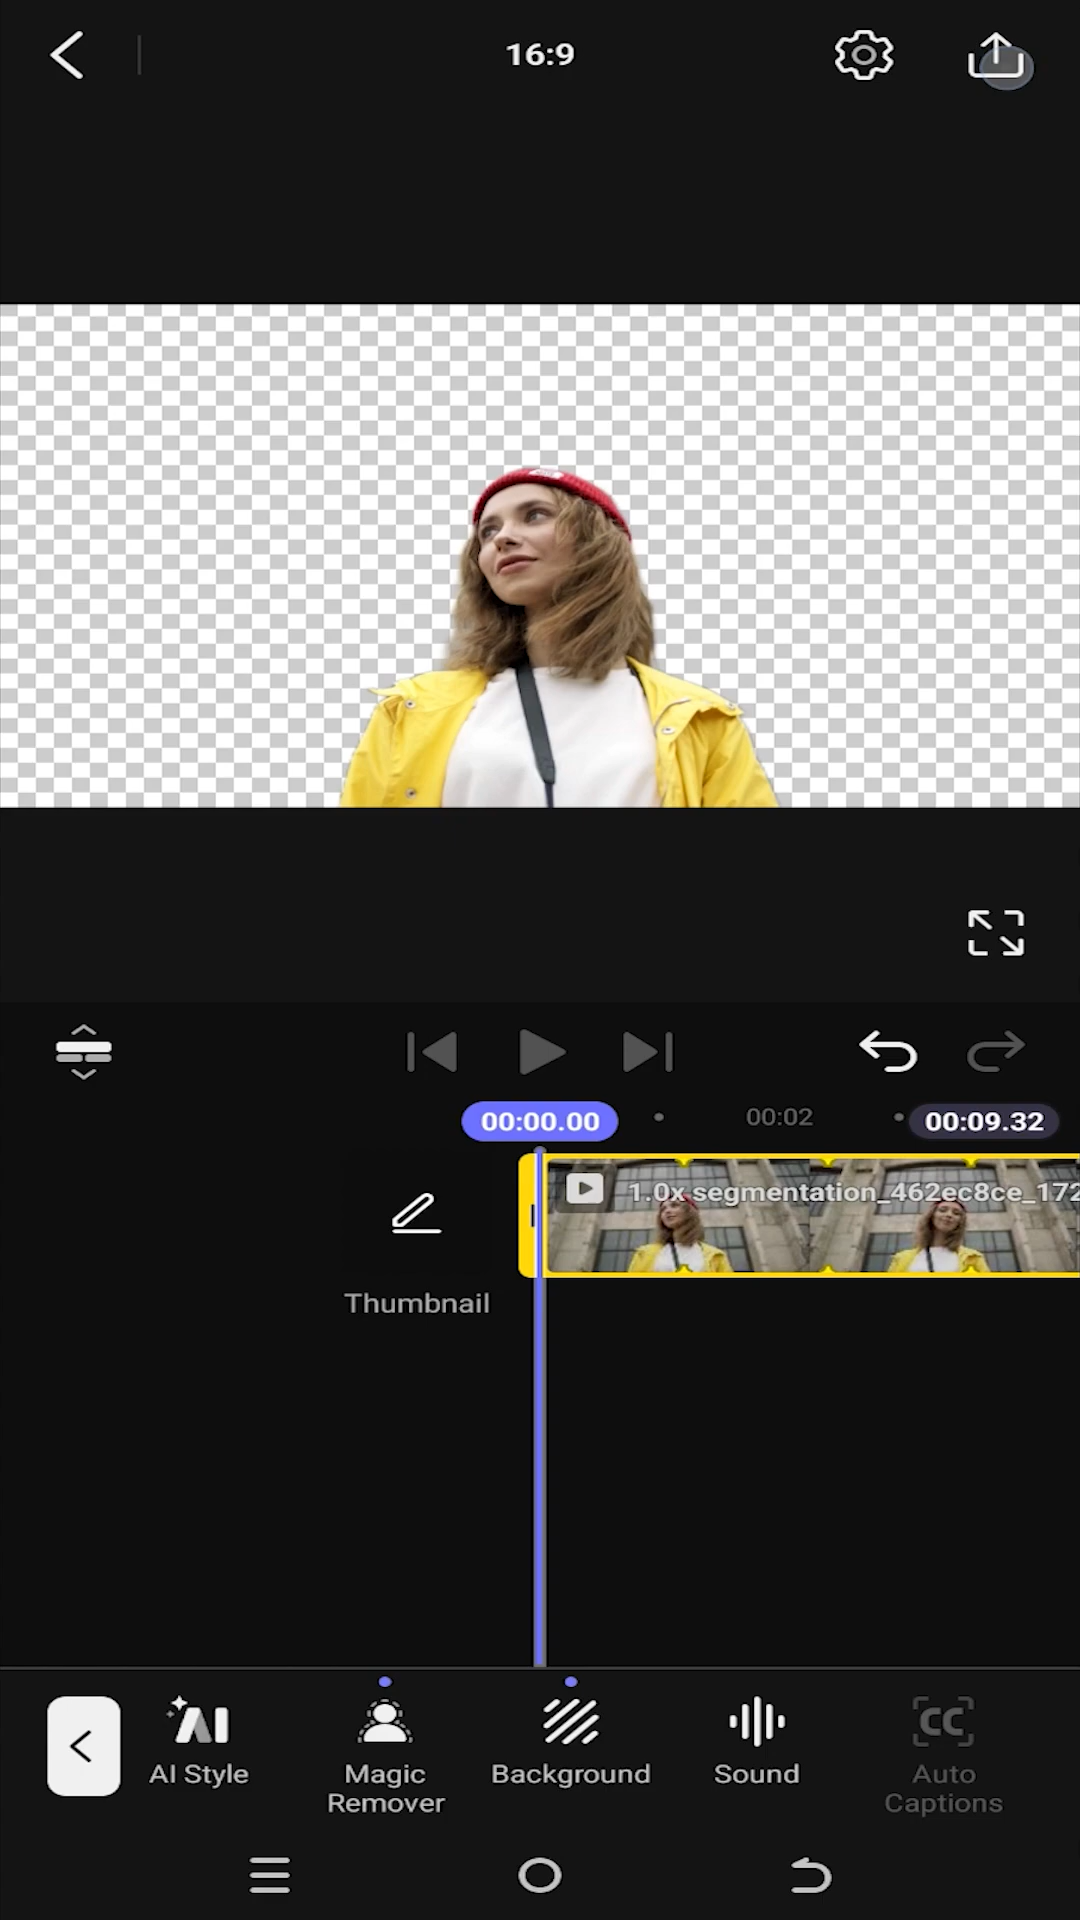 16:9
00:00.00
00:02
00:09.32
1.0x segmentation_462ec8ce_172
Thumbnail
AI Style
Magic
Remover
Background
Sound
CC
Auto
Captions